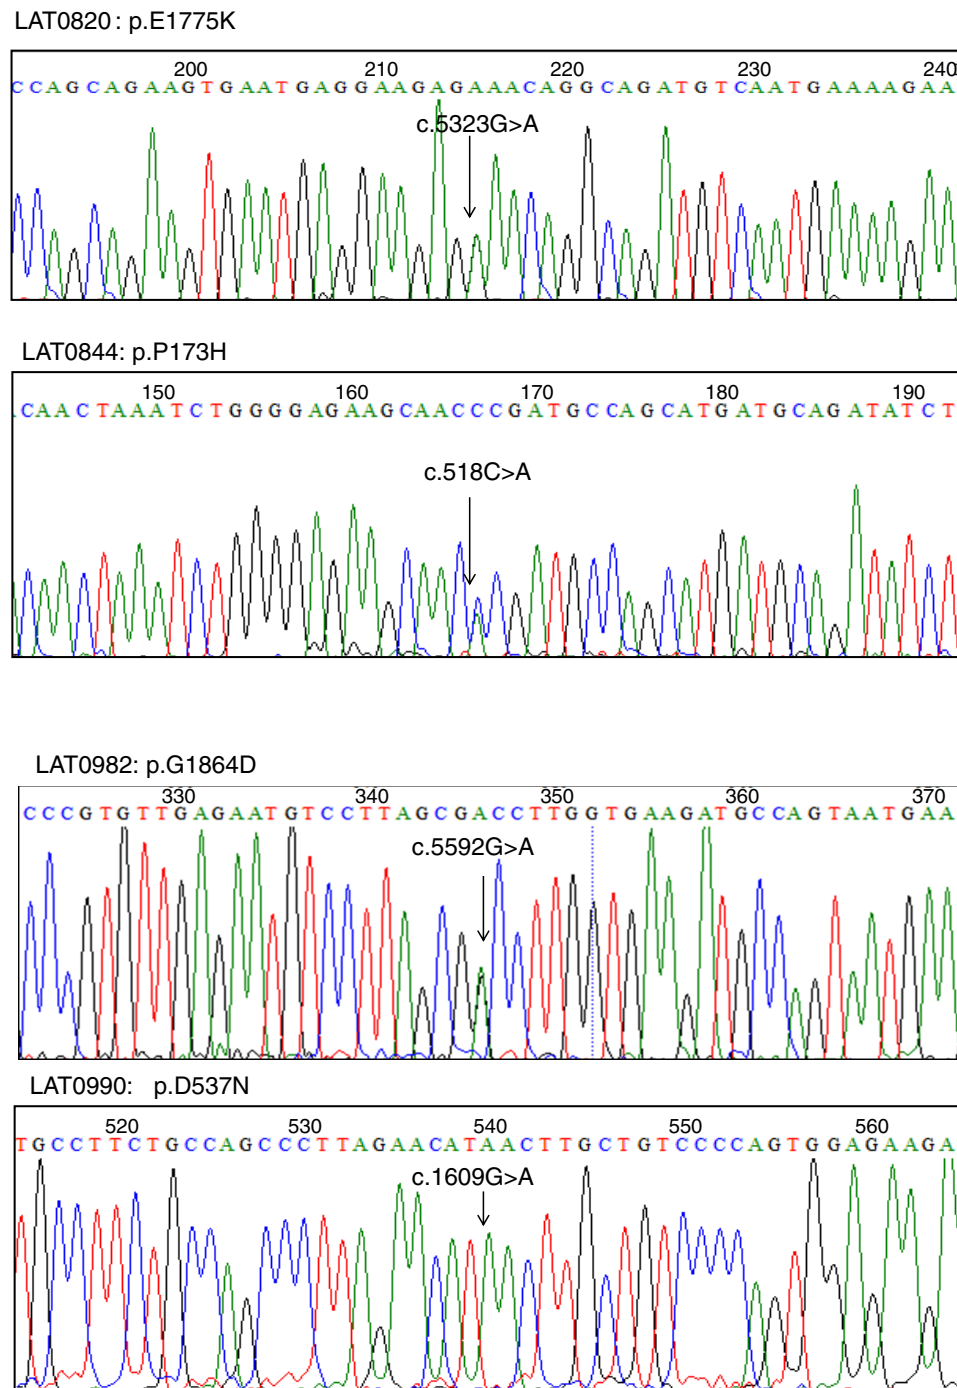 LAT0820 : p.E1775K
200 210 220 230 240
CCAGCAGAAGTGAATGAGGAAGAGAAACAGGCAGATGTCAATGAAAAGAA
c.5323G>A
LAT0844: p.P173H
150 160 170 180 190
CAACTAAATCTGGGGAGAAGCAACCCGATGCCAGCATGATGCAGATATCT
c.518C>A
LAT0982: p.G1864D
330 340 350 360 370
CCCGTGTTGAGAATGTCCTTAGCGACCTTGGTGAAGATGCCAGTAATGAA
c.5592G>A
LAT0990: p.D537N
520 530 540 550 560
TGCCTTCTGCCAGCCCTTAGAACATAACTTGCTGTCCCCAGTGGAGAAGA
c.1609G>A